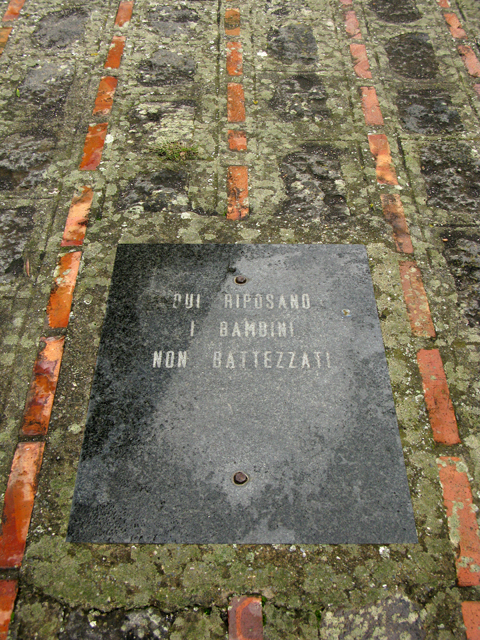 QUI RIPOSANO
I BAMBINI
NON BATTEZZATI